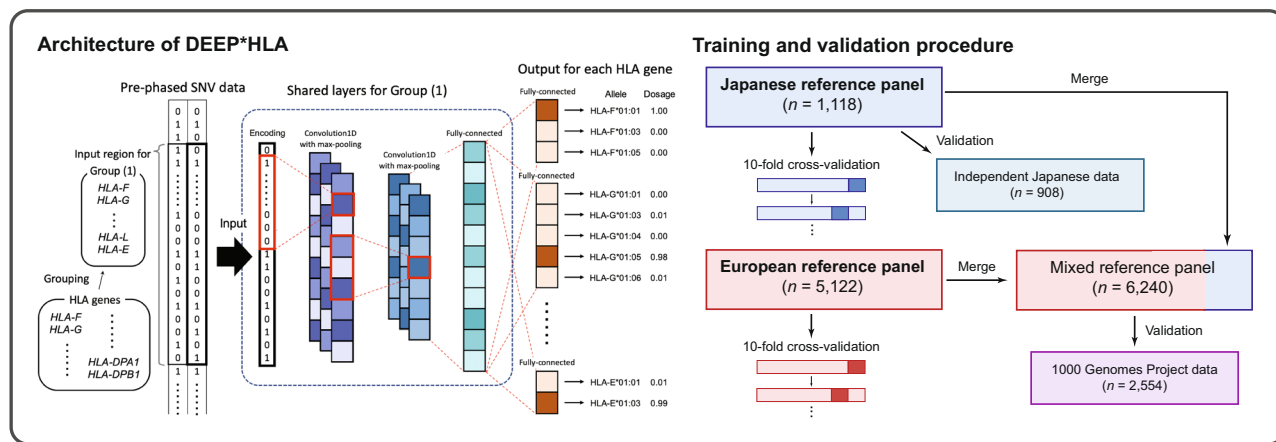 Architecture of DEEP*HLA
Pre-phased SNV data
Input region for
Group (1)
HLA-F
HLA-G
HLA-L
HLA-E
Grouping
HLA genes
HLA-F
HLA-G
HLA-DPA1
HLA-DPB1
Input
Shared layers for Group (1)
Encoding
Convolution1D
with max-pooling
Convolution1D
with max-pooling
Fully-connected
Output for each HLA gene
Fully-connected
Allele Dosage
HLA-F*01:01 1.00
HLA-F*01:03 0.00
HLA-F*01:05 0.00
Fully-connected
HLA-G*01:01 0.00
HLA-G*01:03 0.01
HLA-G*01:04 0.00
HLA-G*01:05 0.98
HLA-G*01:06 0.01
Fully-connected
HLA-E*01:01 0.01
HLA-E*01:03 0.99
Training and validation procedure
Japanese reference panel
(n = 1,118)
Merge
Validation
10-fold cross-validation
Independent Japanese data
(n = 908)
European reference panel
(n = 5,122)
Merge
Mixed reference panel
(n = 6,240)
10-fold cross-validation
Validation
1000 Genomes Project data
(n = 2,554)